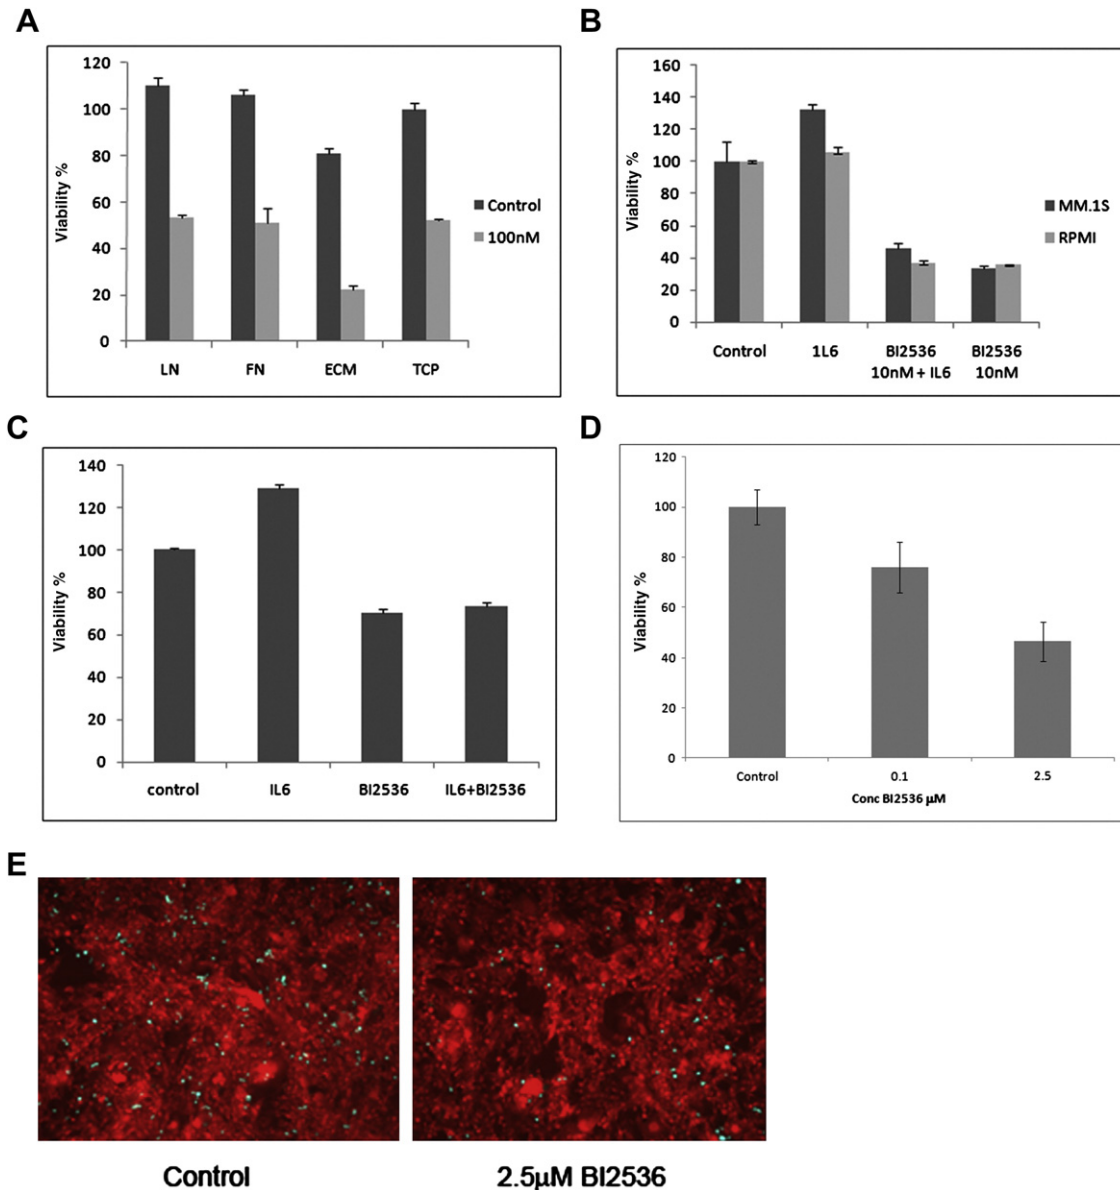 A
Viability %
120
100
80
60
40
20
0
LN FN ECM TCP
Control
100nM
B
Viability %
160
140
120
100
80
60
40
20
0
Control 1L6 BI2536 BI2536
10nM + IL6 10nM
MM.1S
RPMI
C
Viability %
140
120
100
80
60
40
20
0
control IL6 BI2536 IL6+BI2536
D
Viability %
120
100
80
60
40
20
0
Control 0.1 2.5
Conc BI2536 µM
E
Control 2.5µM BI2536